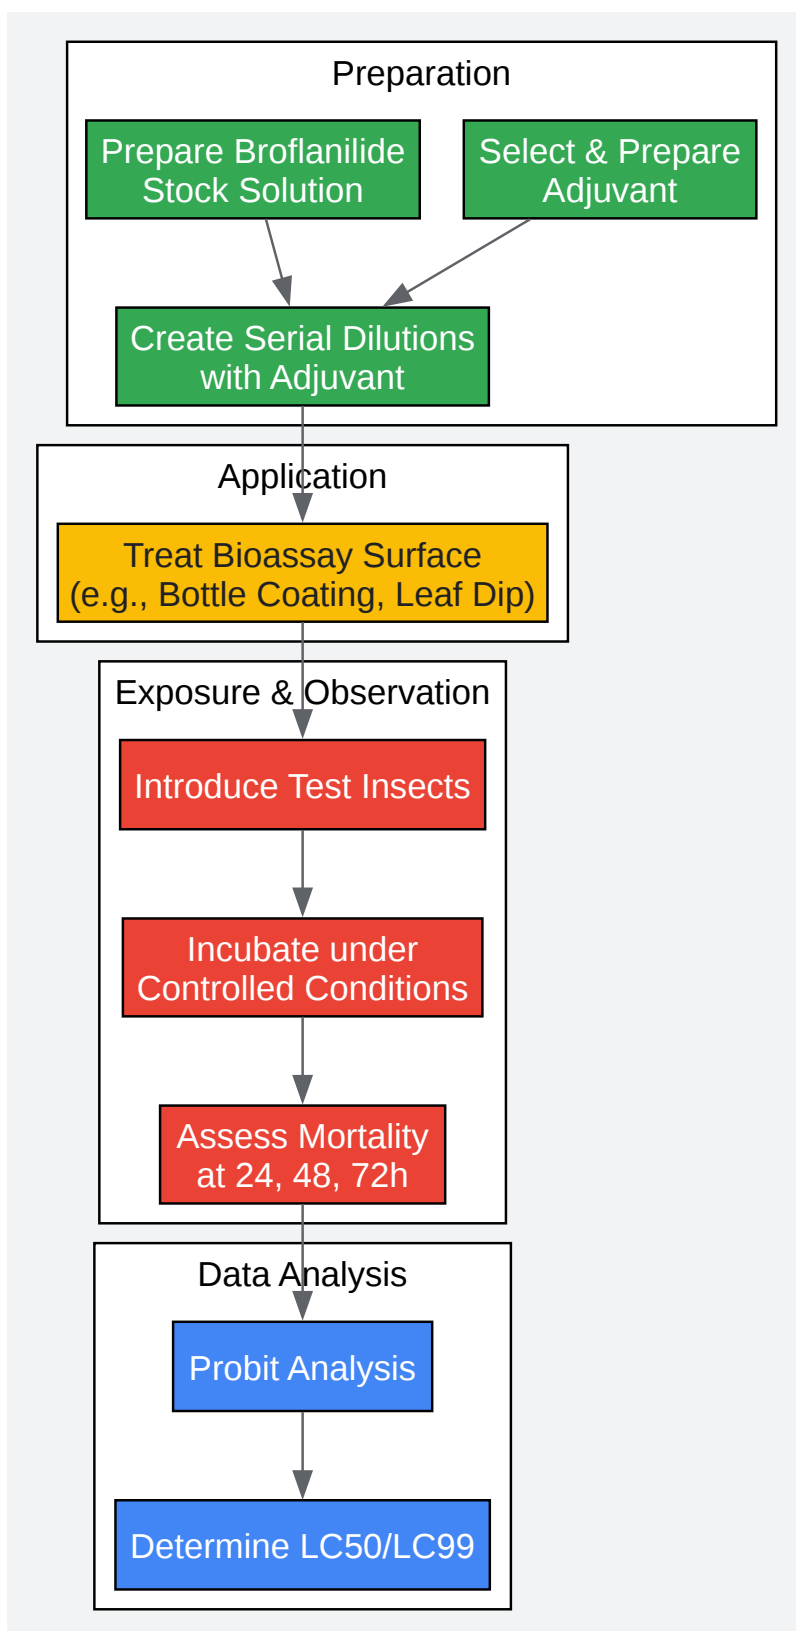 Preparation
Prepare Broflanilide
Stock Solution
Select & Prepare
Adjuvant
Create Serial Dilutions
with Adjuvant
Application
Treat Bioassay Surface
(e.g., Bottle Coating, Leaf Dip)
Exposure & Observation
Introduce Test Insects
Incubate under
Controlled Conditions
Assess Mortality
at 24, 48, 72h
Data Analysis
Probit Analysis
Determine LC50/LC99